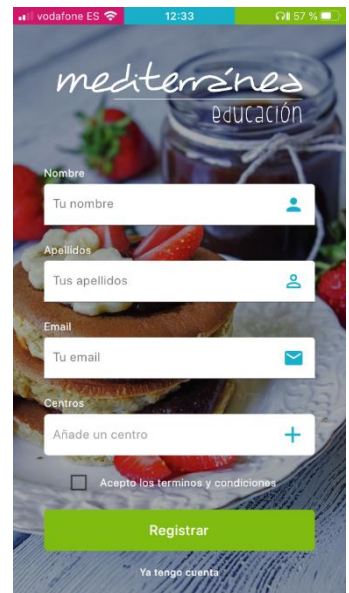 vodafone ES 12:33 57 %
mediterránea
educación
Nombre
Tu nombre
Apellidos
Tus apellidos
Email
Tu email
Centros
Añade un centro
Acepto los terminos y condiciones
Registrar
Ya tengo cuenta